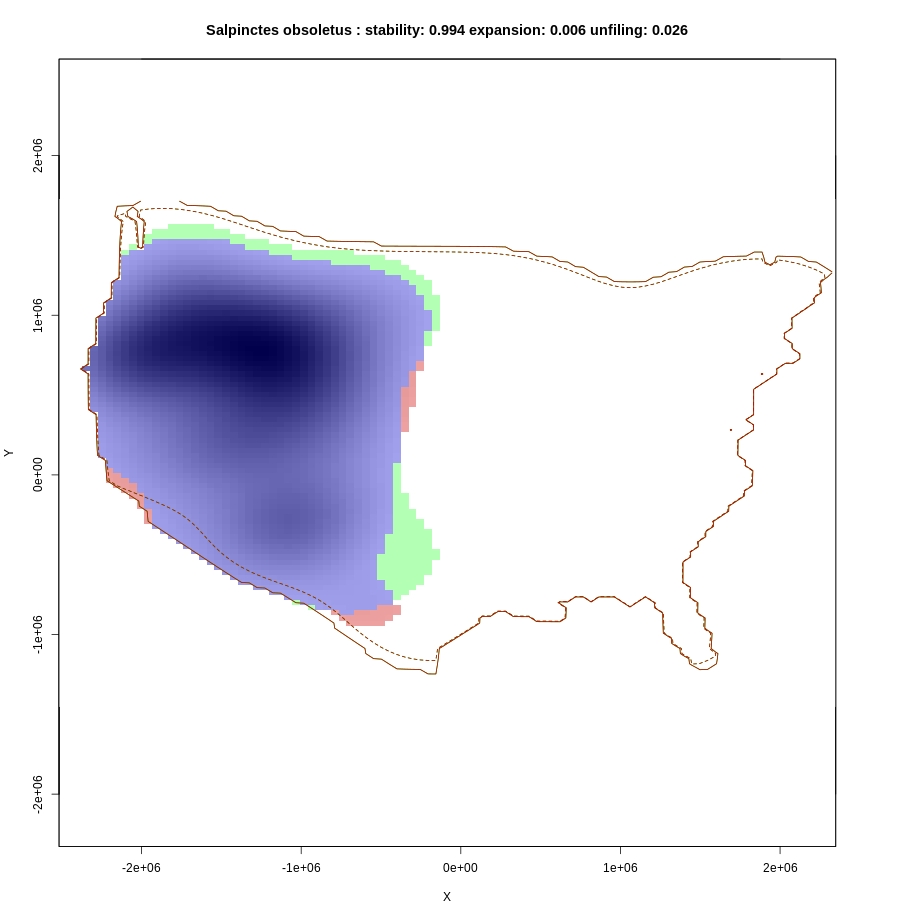 Salpinctes obsoletus : stability: 0.994 expansion: 0.006 unfiling: 0.026
2e+06
1e+06
Y
0e+00
-1e+06
-2e+06
-2e+06 -1e+06 0e+00 1e+06 2e+06
X